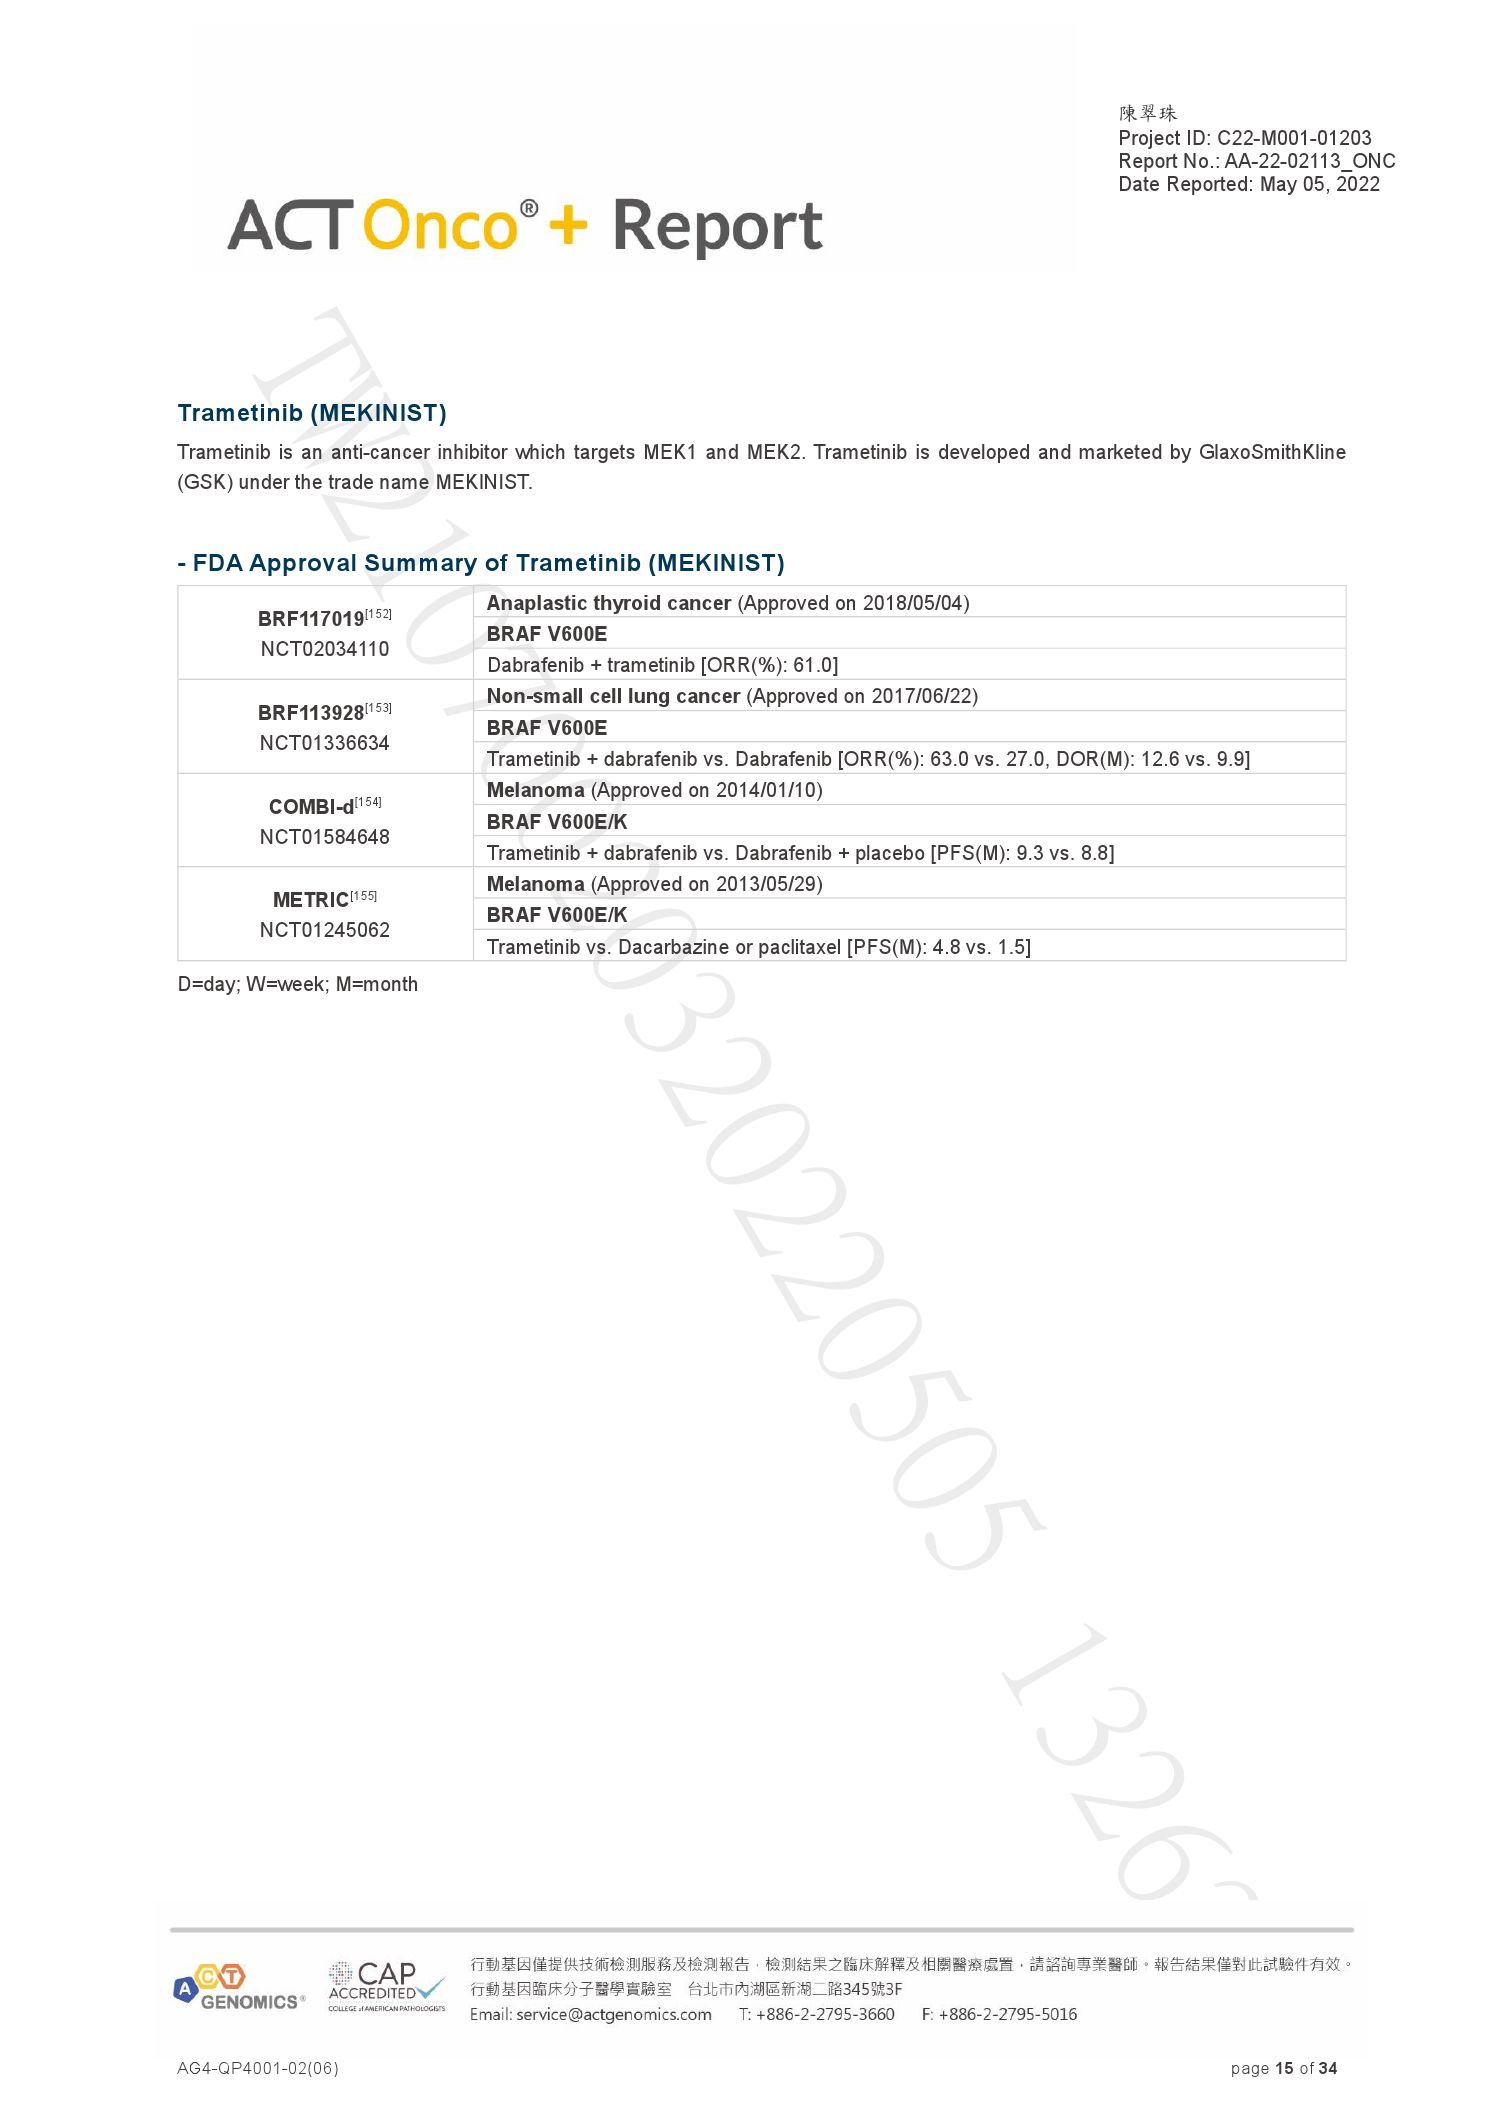 陳翠珠
Project ID: C22-M001-01203
Report No.: AA-22-02113_ONC
Date Reported: May 05, 2022
ACT Onco®+ Report
Trametinib (MEKINIST)
Trametinib is an anti-cancer inhibitor which targets MEK1 and MEK2. Trametinib is developed and marketed by GlaxoSmithKline
(GSK) under the trade name MEKINIST.
- FDA Approval Summary of Trametinib (MEKINIST)
BRF117019[152]
NCT02034110
Anaplastic thyroid cancer (Approved on 2018/05/04)
BRAF V600E
Dabrafenib + trametinib [ORR(%): 61.0]
BRF113928[153]
NCT01336634
Non-small cell lung cancer (Approved on 2017/06/22)
BRAF V600E
Trametinib + dabrafenib vs. Dabrafenib [ORR(%): 63.0 vs. 27.0, DOR(M): 12.6 vs. 9.9]
COMBI-d[154]
NCT01584648
Melanoma (Approved on 2014/01/10)
BRAF V600E/K
Trametinib + dabrafenib vs. Dabrafenib + placebo [PFS(M): 9.3 vs. 8.8]
METRIC[155]
NCT01245062
Melanoma (Approved on 2013/05/29)
BRAF V600E/K
Trametinib vs. Dacarbazine or paclitaxel [PFS(M): 4.8 vs. 1.5]
D=day; W=week; M=month
ACT GENOMICS®
CAP ACCREDITED
COLLEGE of AMERICAN PATHOLOGISTS
行動基因僅提供技術檢測服務及檢測報告，檢測結果之臨床解釋及相關醫療處置，請諮詢專業醫師。報告結果僅對此試驗件有效。
行動基因臨床分子醫學實驗室 台北市內湖區新湖二路345號3F
Email: service@actgenomics.com T: +886-2-2795-3660 F: +886-2-2795-5016
AG4-QP4001-02(06)
page 15 of 34